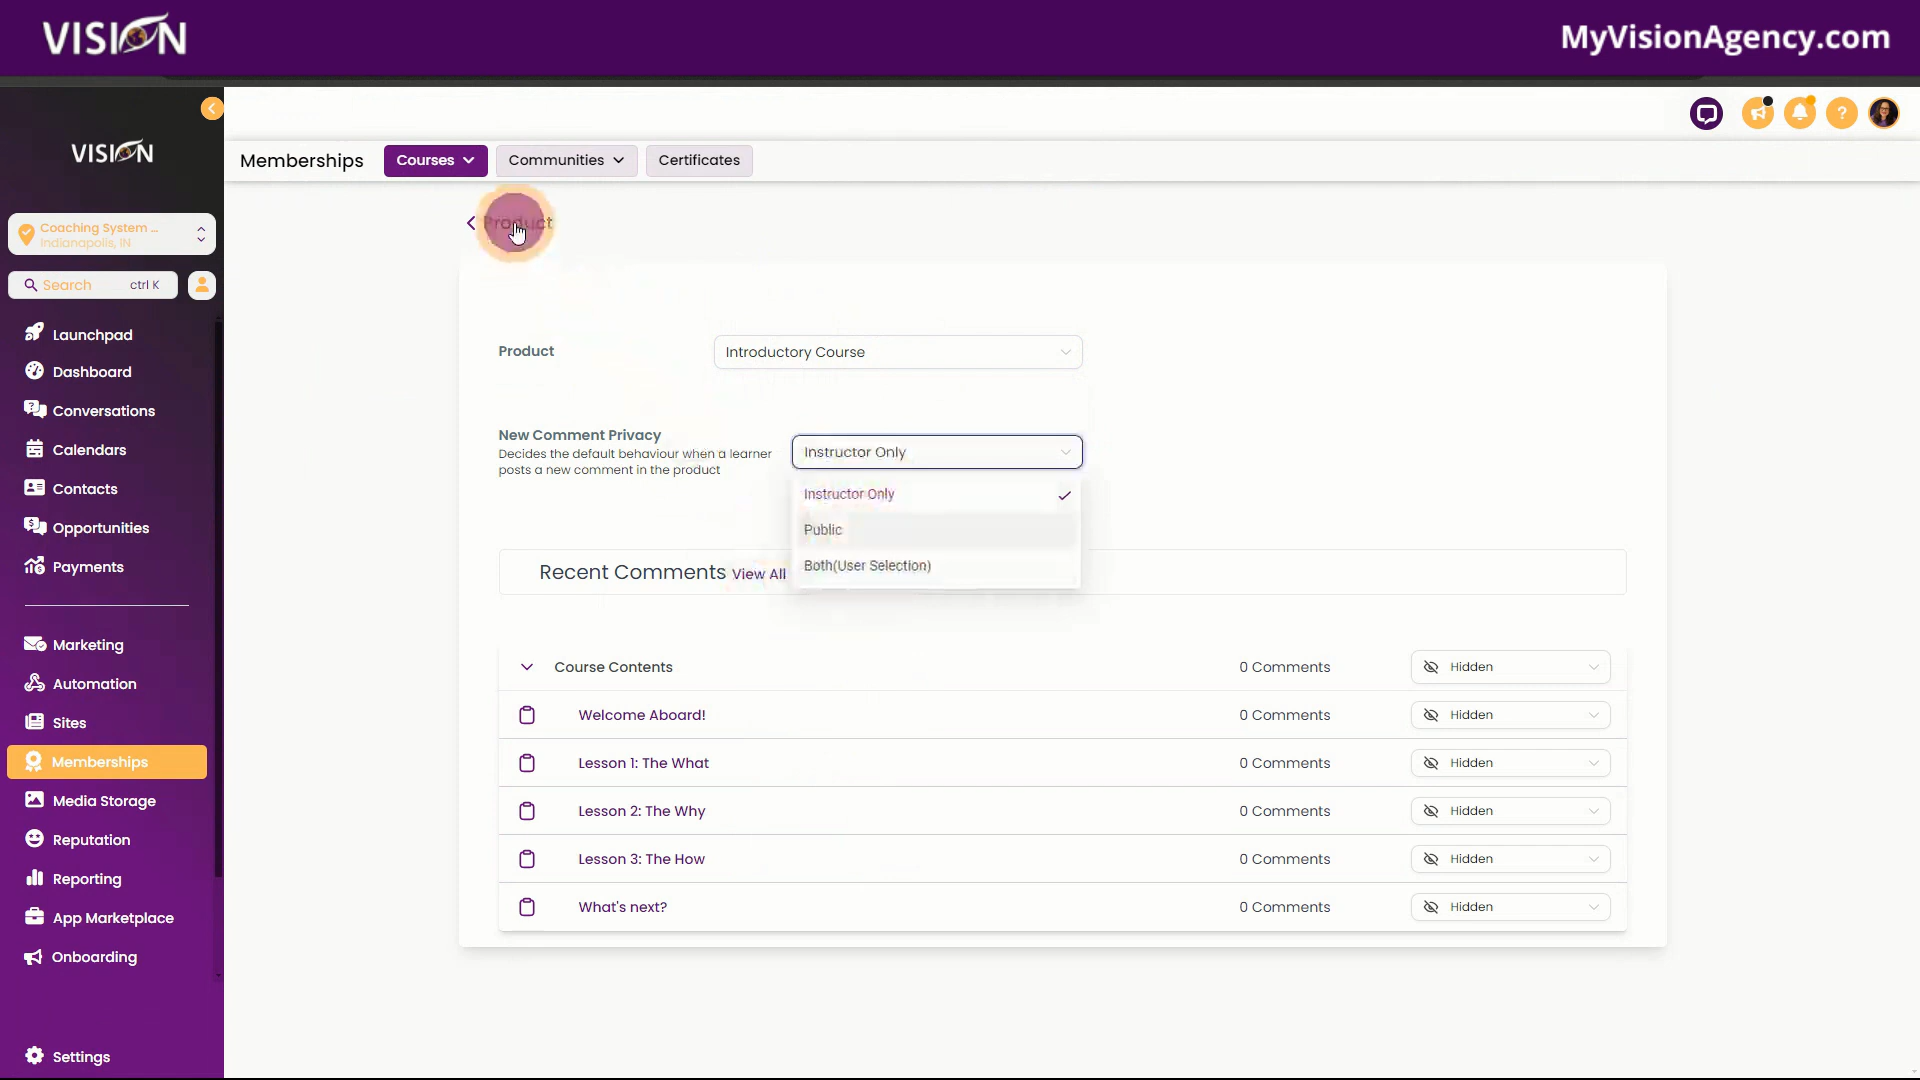 VISION
MyVisionAgency.com
VISION
Memberships
Courses
Communities
Certificates
Coaching System ...
Indianapolis, IN
Search
ctrl K
Launchpad
Dashboard
Conversations
Calendars
Contacts
Opportunities
Payments
Marketing
Automation
Sites
Memberships
Media Storage
Reputation
Reporting
App Marketplace
Onboarding
Settings
Product
Product
Introductory Course
New Comment Privacy
Decides the default behaviour when a learner
posts a new comment in the product
Instructor Only
Instructor Only
Public
Both(User Selection)
Recent Comments View All
Course Contents 0 Comments Hidden
Welcome Aboard! 0 Comments Hidden
Lesson 1: The What 0 Comments Hidden
Lesson 2: The Why 0 Comments Hidden
Lesson 3: The How 0 Comments Hidden
What's next? 0 Comments Hidden